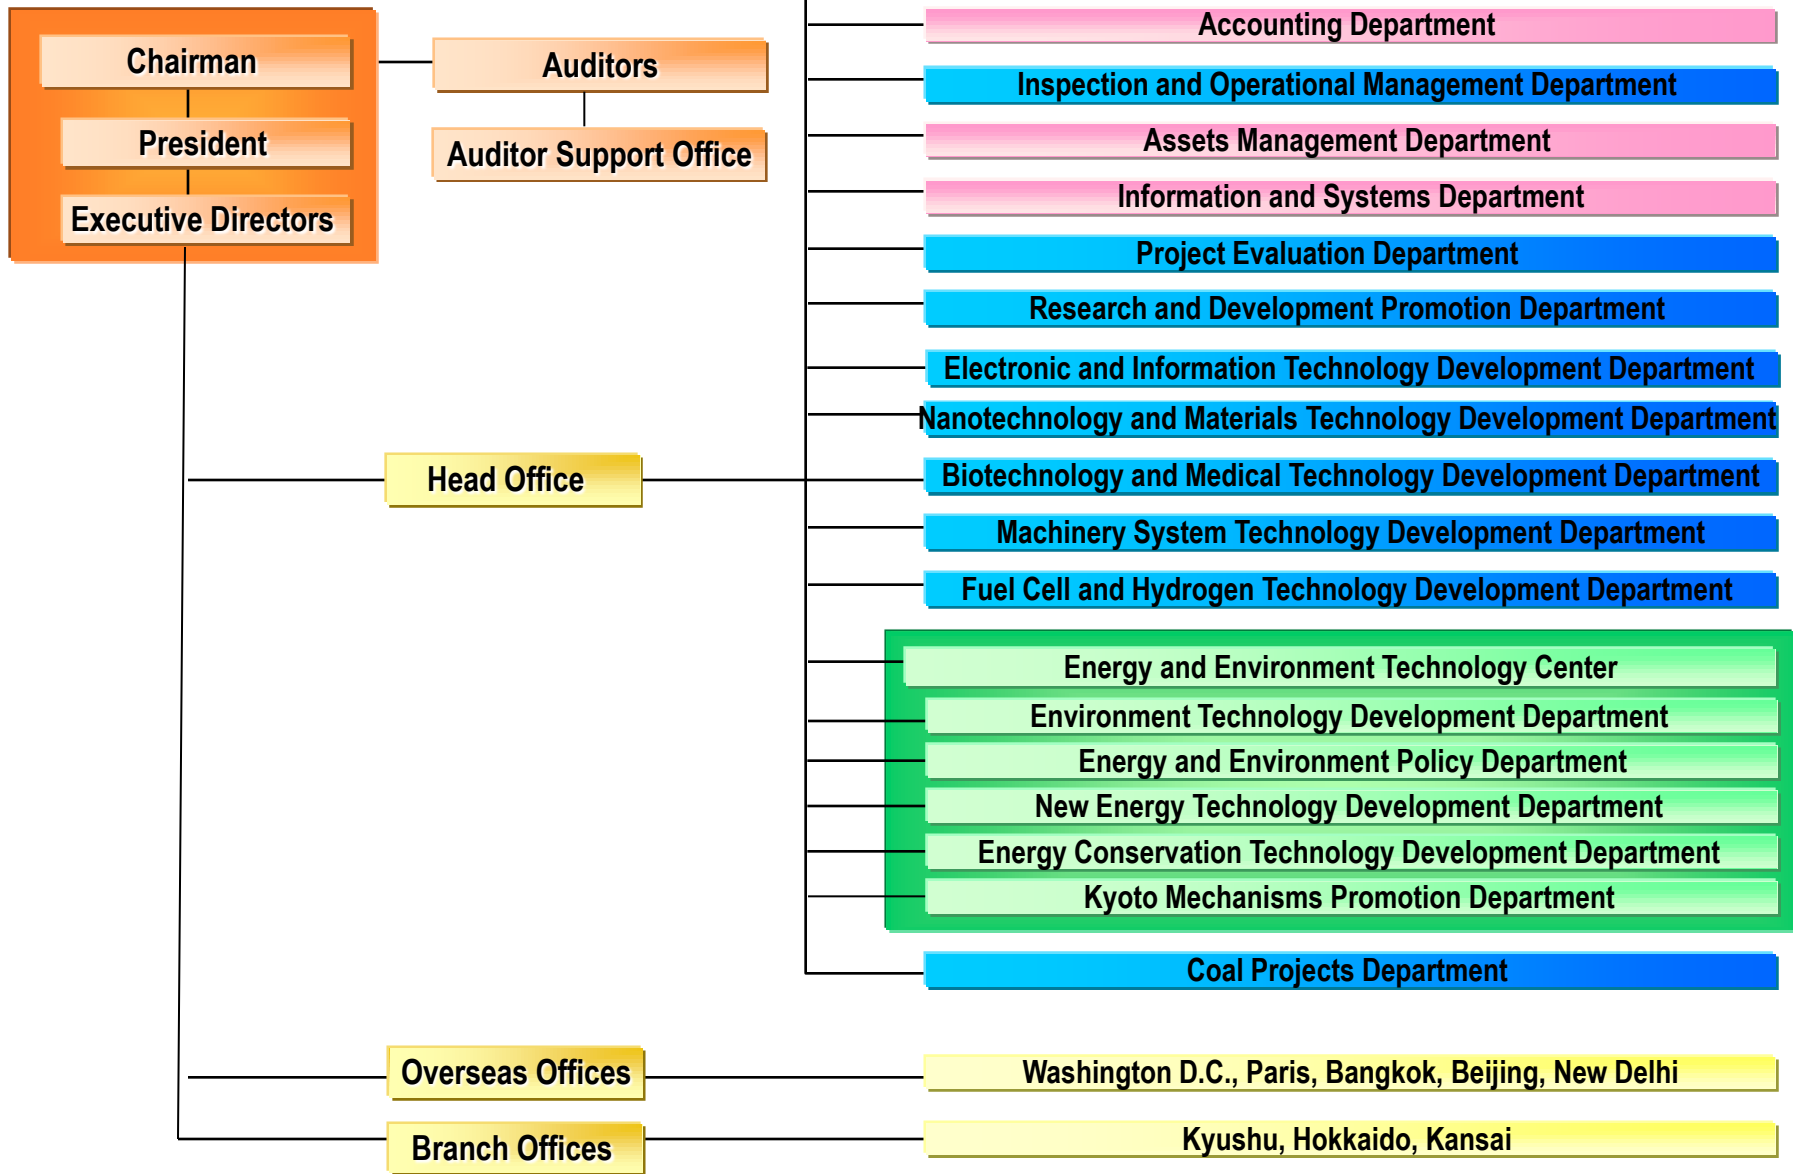 Chairman
President
Executive Directors
Auditors
Auditor Support Office
Head Office
Accounting Department
Inspection and Operational Management Department
Assets Management Department
Information and Systems Department
Project Evaluation Department
Research and Development Promotion Department
Electronic and Information Technology Development Department
Nanotechnology and Materials Technology Development Department
Biotechnology and Medical Technology Development Department
Machinery System Technology Development Department
Fuel Cell and Hydrogen Technology Development Department
Energy and Environment Technology Center
Environment Technology Development Department
Energy and Environment Policy Department
New Energy Technology Development Department
Energy Conservation Technology Development Department
Kyoto Mechanisms Promotion Department
Coal Projects Department
Overseas Offices
Washington D.C., Paris, Bangkok, Beijing, New Delhi
Branch Offices
Kyushu, Hokkaido, Kansai